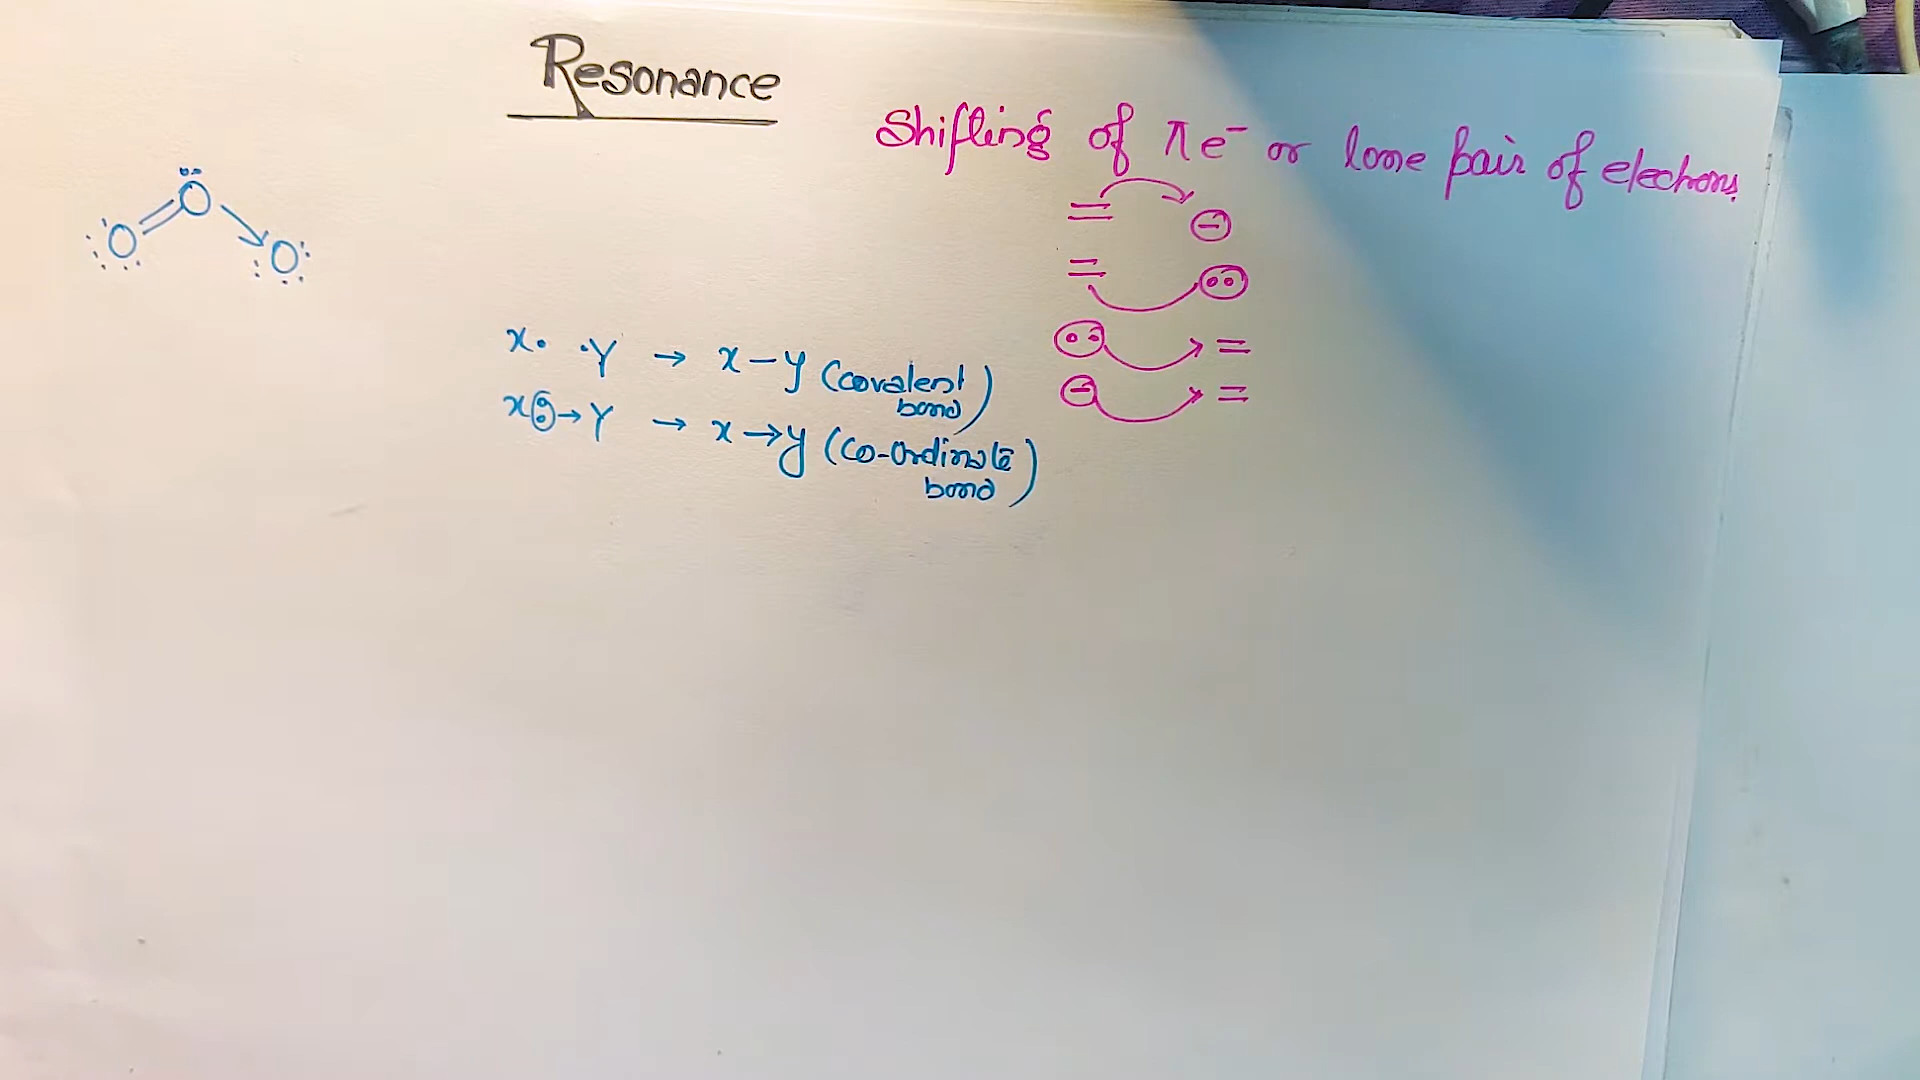 Resonance
Shifting of π e⁻ or lone pair of electrons
= ⊖
= ··
·· → =
⊖ → =
:O=O→O:
x· ·Y → x–y (covalent
bond)
x:→Y → x→y (co-ordinate
bond)